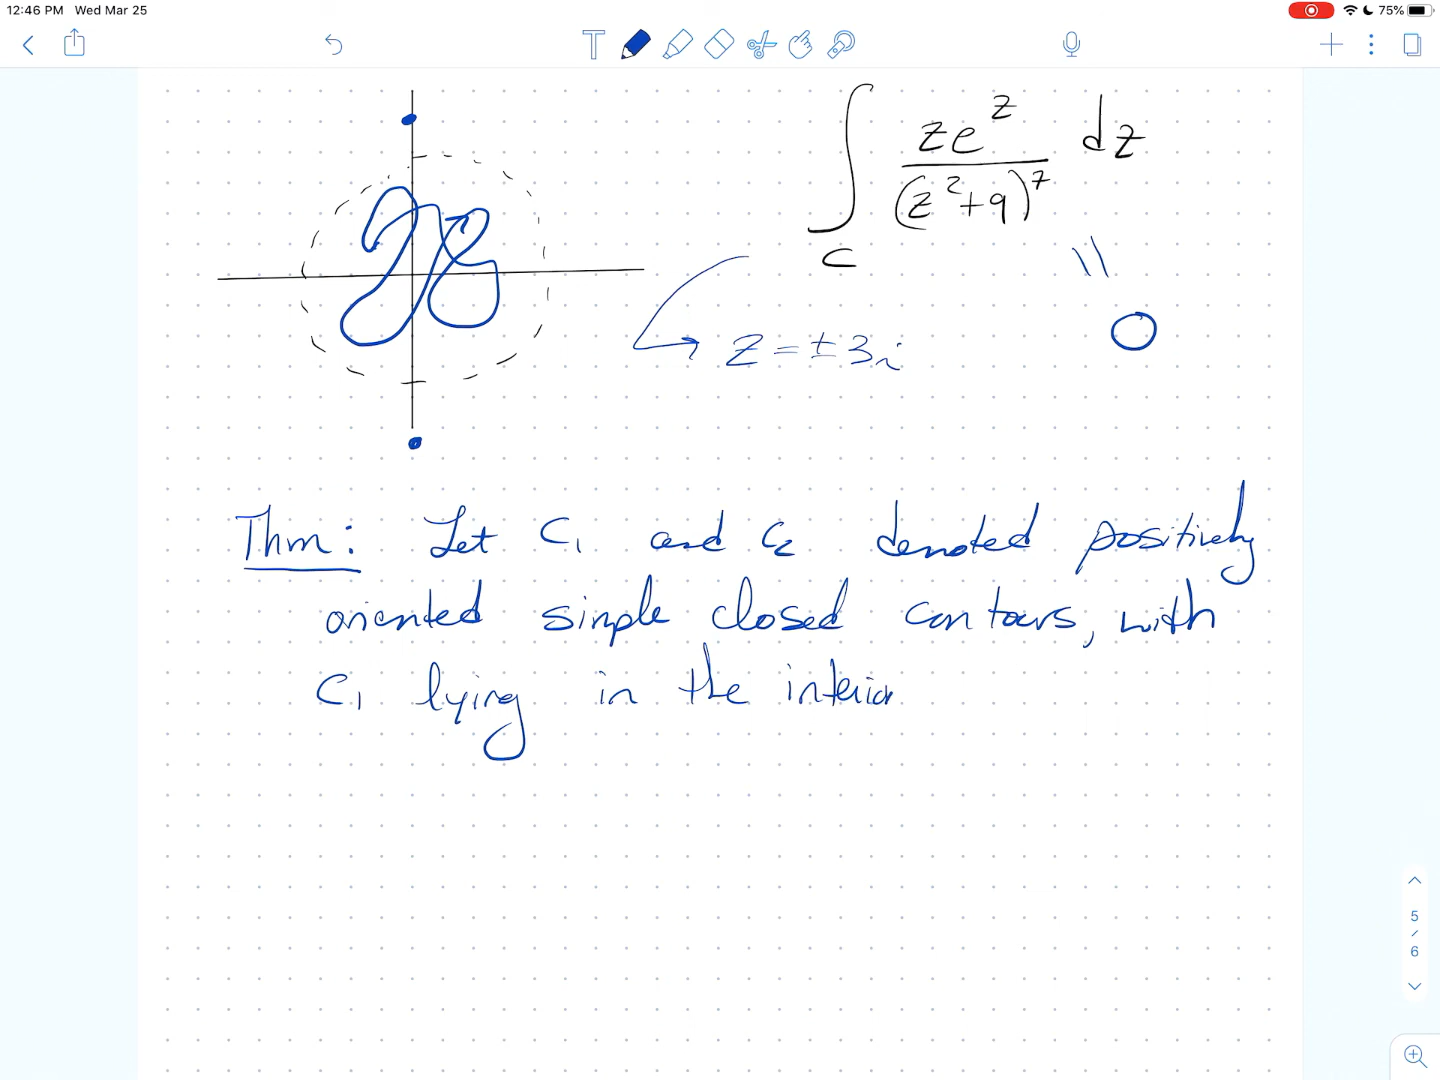 12:46 PM Wed Mar 25
75%
T
∫_C ze^z / (z^2+9)^7 dz
= 0
z = ± 3i
Thm: Let C1 and C2 denoted positively
oriented simple closed contours, with
C1 lying in the interior
5
/
6